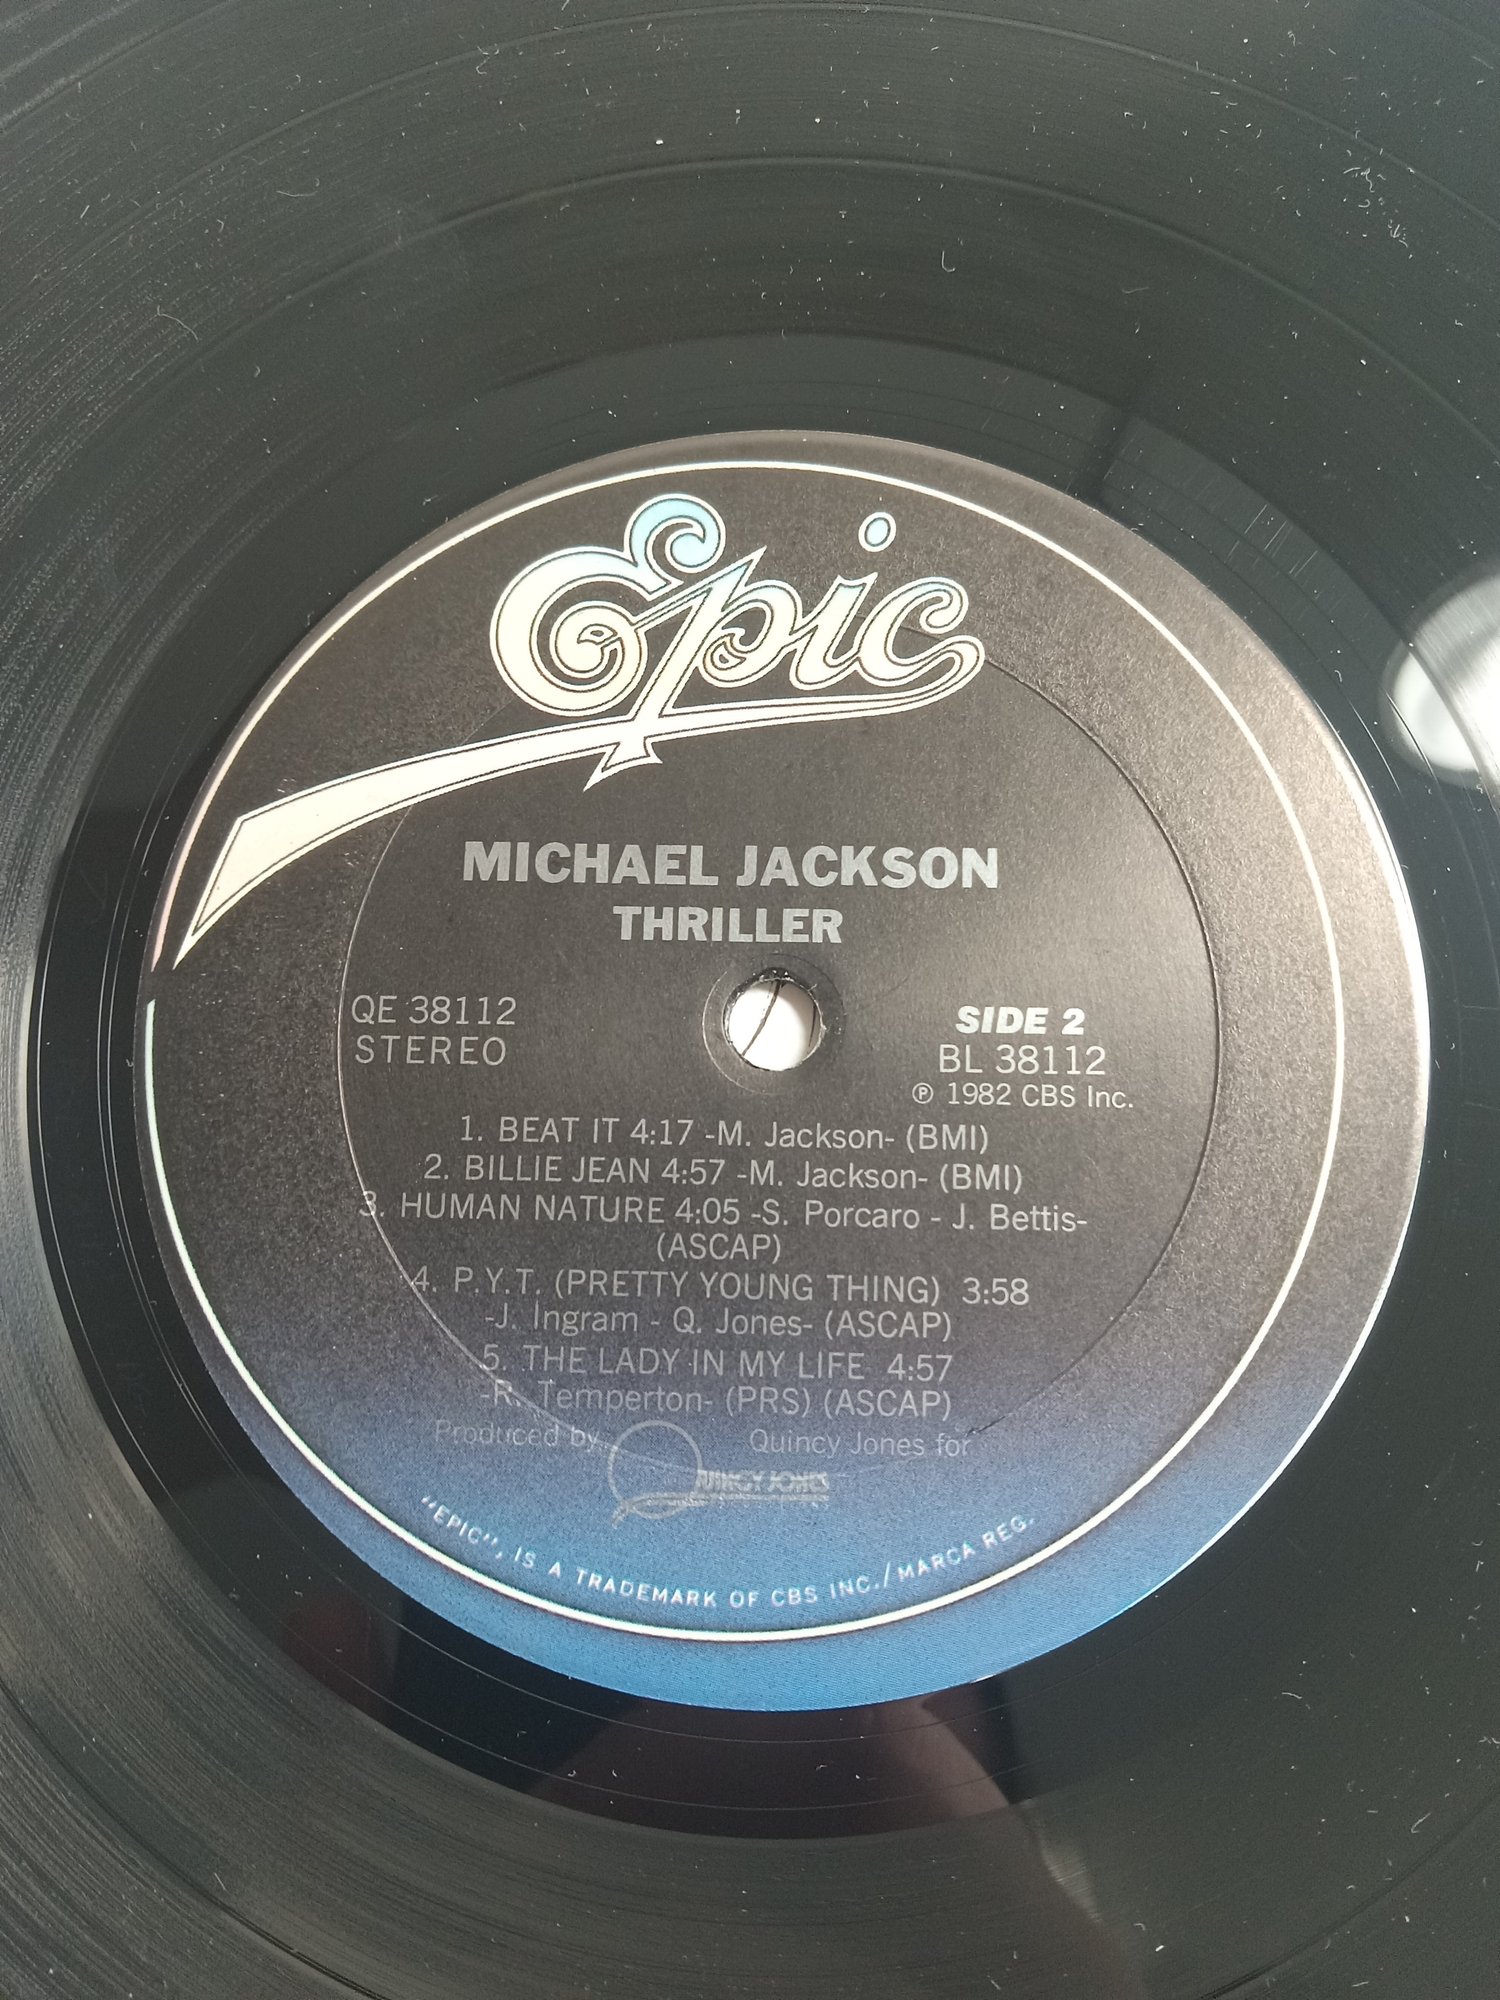 Epic
MICHAEL JACKSON
THRILLER
QE 38112
STEREO
SIDE 2
BL 38112
℗ 1982 CBS Inc.
1. BEAT IT 4:17 -M. Jackson- (BMI)
2. BILLIE JEAN 4:57 -M. Jackson- (BMI)
3. HUMAN NATURE 4:05 -S. Porcaro - J. Bettis-
(ASCAP)
4. P.Y.T. (PRETTY YOUNG THING) 3:58
-J. Ingram - Q. Jones- (ASCAP)
5. THE LADY IN MY LIFE 4:57
-R. Temperton- (PRS) (ASCAP)
Produced by Quincy Jones for
QUINCY JONES
"EPIC", IS A TRADEMARK OF CBS INC./MARCA REG.